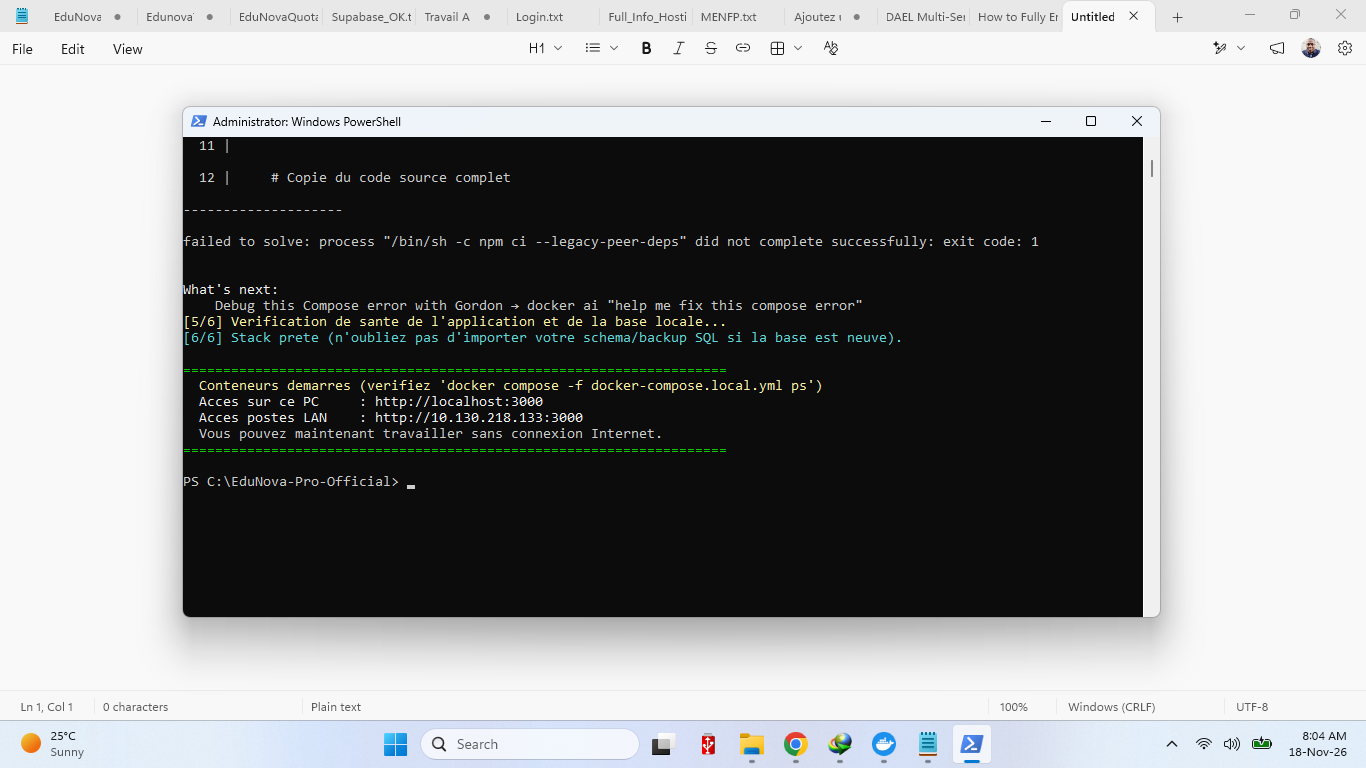 EduNova
Edunova
EduNovaQuota
Supabase_OK.t
Travail A
Login.txt
Full_Info_Hosti
MENFP.txt
Ajoutez
DAEL Multi-Ser
How to Fully Er
Untitled
File
Edit
View
H1
Administrator: Windows PowerShell
11 |
12 | # Copie du code source complet
--------------------
failed to solve: process "/bin/sh -c npm ci --legacy-peer-deps" did not complete successfully: exit code: 1
What's next:
Debug this Compose error with Gordon → docker ai "help me fix this compose error"
[5/6] Verification de sante de l'application et de la base locale...
[6/6] Stack prete (n'oubliez pas d'importer votre schema/backup SQL si la base est neuve).
====================================================================
Conteneurs demarres (verifiez 'docker compose -f docker-compose.local.yml ps')
Acces sur ce PC : http://localhost:3000
Acces postes LAN : http://10.130.218.133:3000
Vous pouvez maintenant travailler sans connexion Internet.
====================================================================
PS C:\EduNova-Pro-Official>
Ln 1, Col 1
0 characters
Plain text
100%
Windows (CRLF)
UTF-8
25°C
Sunny
Search
8:04 AM
18-Nov-26